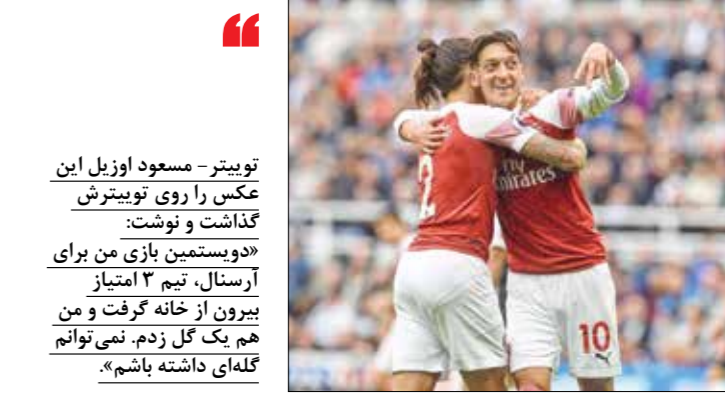 توییتر- مسعود اوزیل این
عکس را روی توییترش
گذاشت و نوشت:
«دویستمین بازی من برای
آرسنال، تیم ۳ امتیاز
بیرون از خانه گرفت و من
هم یک گل زدم. نمی‌توانم
گله‌ای داشته باشم».
2
Fly
Emirates
10